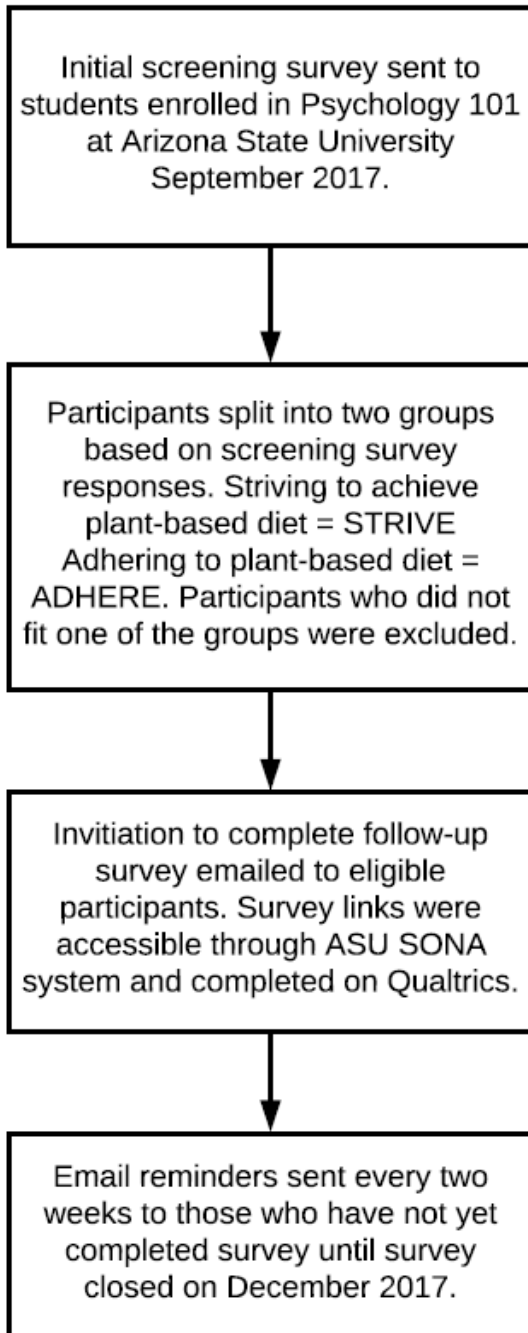 Initial screening survey sent to
students enrolled in Psychology 101
at Arizona State University
September 2017.
Participants split into two groups
based on screening survey
responses. Striving to achieve
plant-based diet = STRIVE
Adhering to plant-based diet =
ADHERE. Participants who did not
fit one of the groups were excluded.
Invitiation to complete follow-up
survey emailed to eligible
participants. Survey links were
accessible through ASU SONA
system and completed on Qualtrics.
Email reminders sent every two
weeks to those who have not yet
completed survey until survey
closed on December 2017.